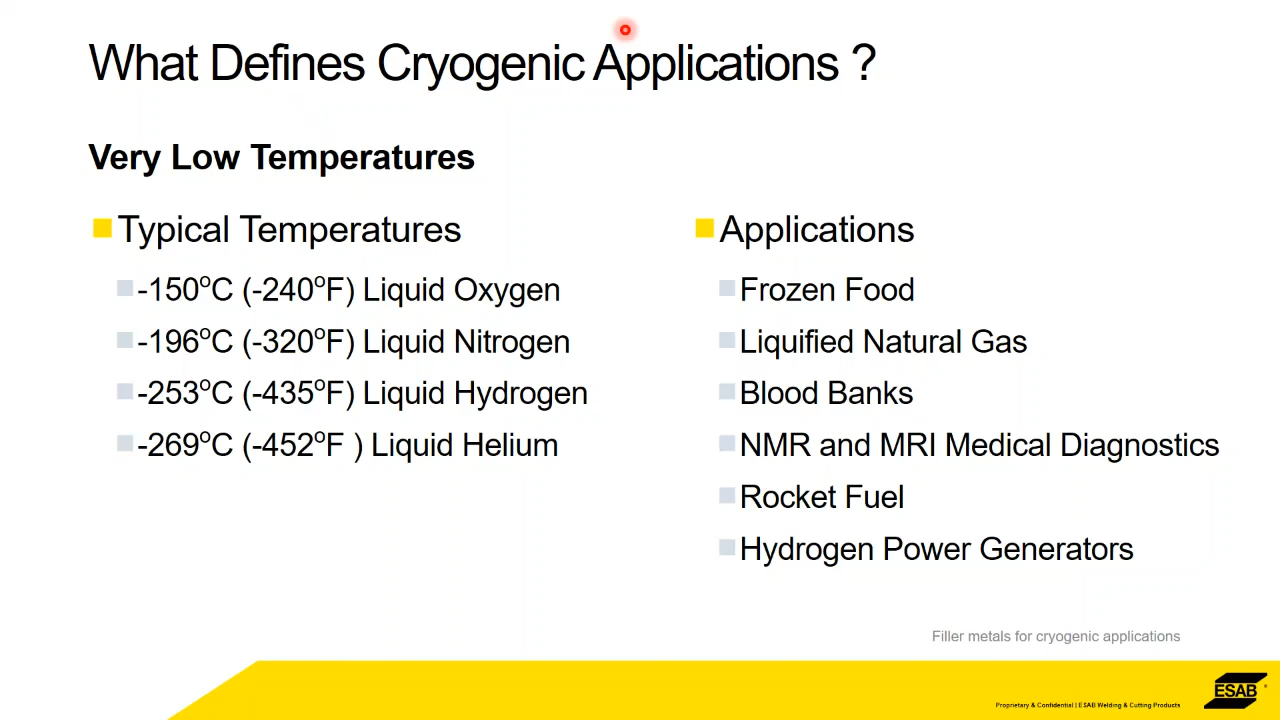 What Defines Cryogenic Applications ?
Very Low Temperatures
Typical Temperatures
-150oC (-240oF) Liquid Oxygen
-196oC (-320oF) Liquid Nitrogen
-253oC (-435oF) Liquid Hydrogen
-269oC (-452oF ) Liquid Helium
Applications
Frozen Food
Liquified Natural Gas
Blood Banks
NMR and MRI Medical Diagnostics
Rocket Fuel
Hydrogen Power Generators
Filler metals for cryogenic applications
Proprietary & Confidential | ESAB Welding & Cutting Products
ESAB